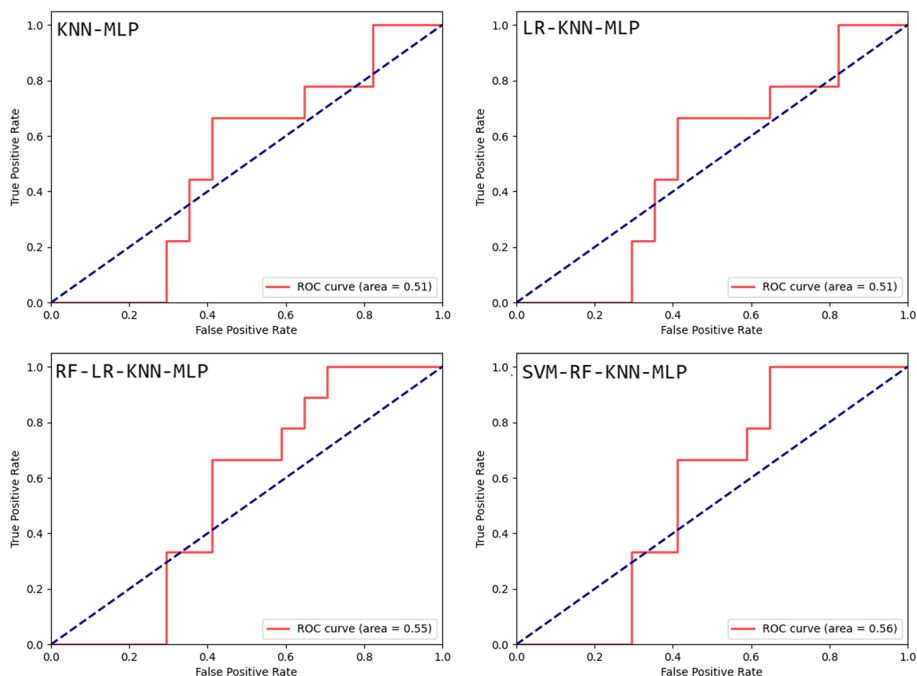 KNN-MLP
1.0
0.8
0.6
0.4
0.2
0.0
True Positive Rate
ROC curve (area = 0.51)
0.0 0.2 0.4 0.6 0.8 1.0
False Positive Rate
LR-KNN-MLP
1.0
0.8
0.6
0.4
0.2
0.0
True Positive Rate
ROC curve (area = 0.51)
0.0 0.2 0.4 0.6 0.8 1.0
False Positive Rate
RF-LR-KNN-MLP
1.0
0.8
0.6
0.4
0.2
0.0
True Positive Rate
ROC curve (area = 0.55)
0.0 0.2 0.4 0.6 0.8 1.0
False Positive Rate
SVM-RF-KNN-MLP
1.0
0.8
0.6
0.4
0.2
0.0
True Positive Rate
ROC curve (area = 0.56)
0.0 0.2 0.4 0.6 0.8 1.0
False Positive Rate